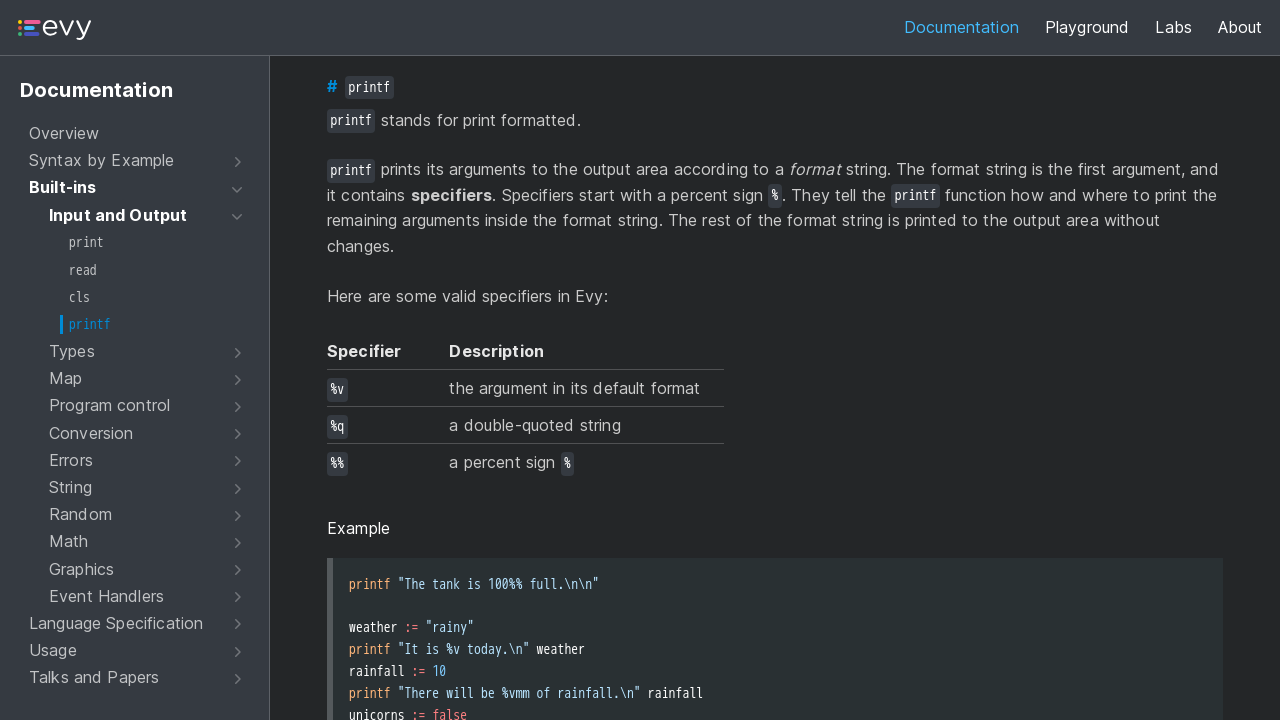 evy
Documentation
Playground
Labs
About
Documentation
Overview
Syntax by Example
Built-ins
Input and Output
print
read
cls
printf
Types
Map
Program control
Conversion
Errors
String
Random
Math
Graphics
Event Handlers
Language Specification
Usage
Talks and Papers
# printf
printf stands for print formatted.
printf prints its arguments to the output area according to a format string. The format string is the first argument, and
it contains specifiers. Specifiers start with a percent sign %. They tell the printf function how and where to print the
remaining arguments inside the format string. The rest of the format string is printed to the output area without
changes.
Here are some valid specifiers in Evy:
Specifier Description
%v the argument in its default format
%q a double-quoted string
%% a percent sign %
Example
printf "The tank is 100%% full.\n\n"
weather := "rainy"
printf "It is %v today.\n" weather
rainfall := 10
printf "There will be %vmm of rainfall.\n" rainfall
unicorns := false